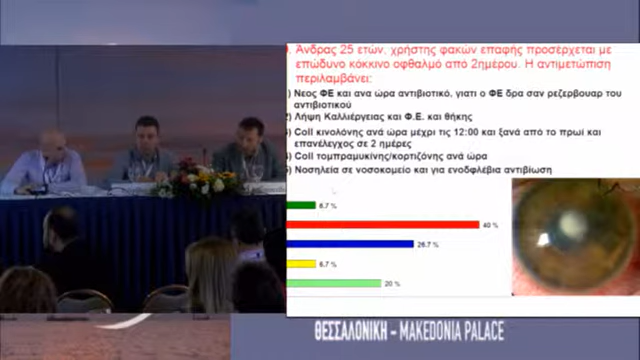 Άνδρας 25 ετών. χρήστης φακών επαφής προσέρχεται με
επώδυνο κόκκινο οφθαλμό από 2ημέρου. Η αντιμετώπιση
περιλαμβάνει:
) Νεος ΦΕ και ανα ώρα αντιβιοτικό, γιατι ο ΦΕ δρα σαν ρεζερβουαρ του
αντιβιοτικού
2) Λήψη Καλλιέργειας και Φ.Ε. και θήκης
) Coll κινολόνης ανά ώρα μέχρι τις 12:00 και ξανά από το πρωί και
επανέλεγχος σε 2 ημέρες
) Coll τομπραμυκίνης/κορτιζόνης ανά ώρα
) Νοσηλεία σε νοσοκομείο και για ενοδφλέβια αντιβίωση
6,7 %
40 %
26.7 %
6,7 %
20 %
ΘΕΣΣΑΛΟΝΙΚΗ – MAKEDONIA PALACE